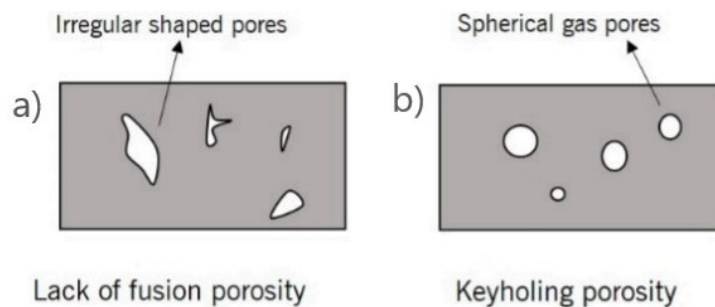 Irregular shaped pores
Spherical gas pores
a)
b)
Lack of fusion porosity
Keyholing porosity